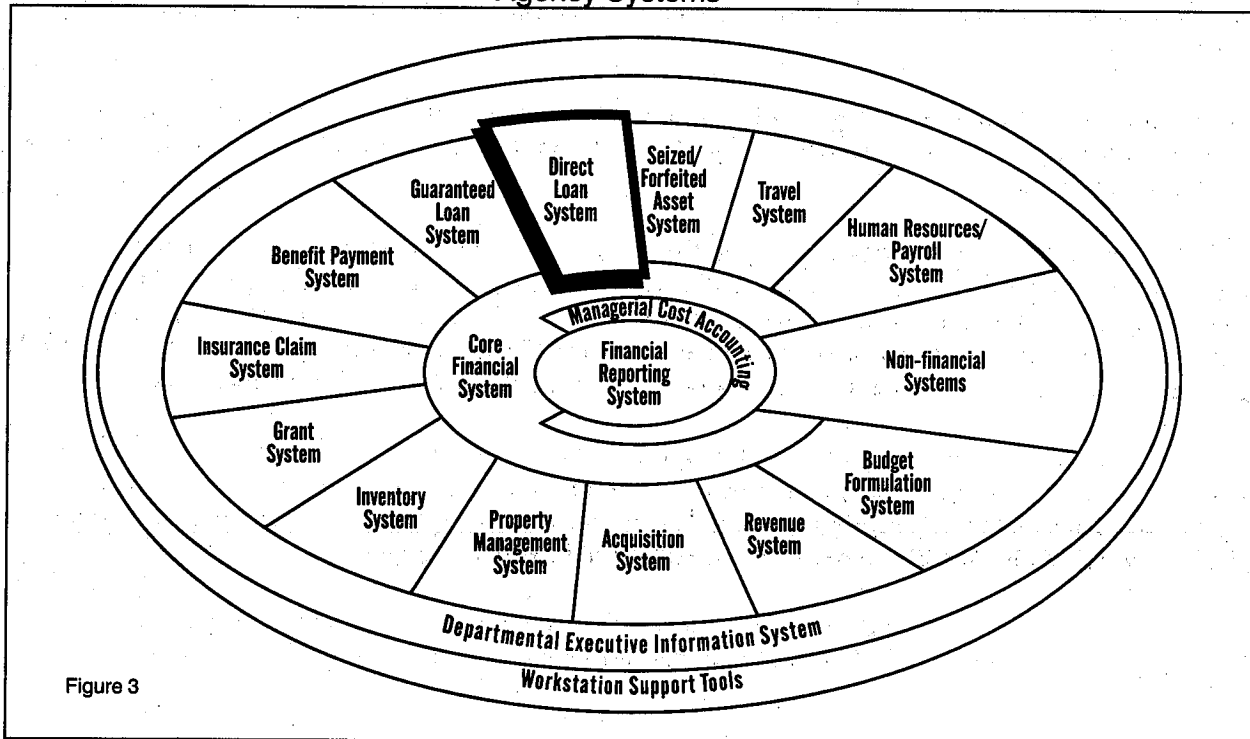 Agency Systems
Direct
Loan
System
Seized/
Forfeited
Asset
System
Travel
System
Human Resources/
Payroll
System
Non-financial
Systems
Budget
Formulation
System
Revenue
System
Acquisition
System
Property
Management
System
Inventory
System
Grant
System
Insurance Claim
System
Benefit Payment
System
Guaranteed
Loan
System
Core
Financial
System
Managerial Cost Accounting
Financial
Reporting
System
Departmental Executive Information System
Workstation Support Tools
Figure 3